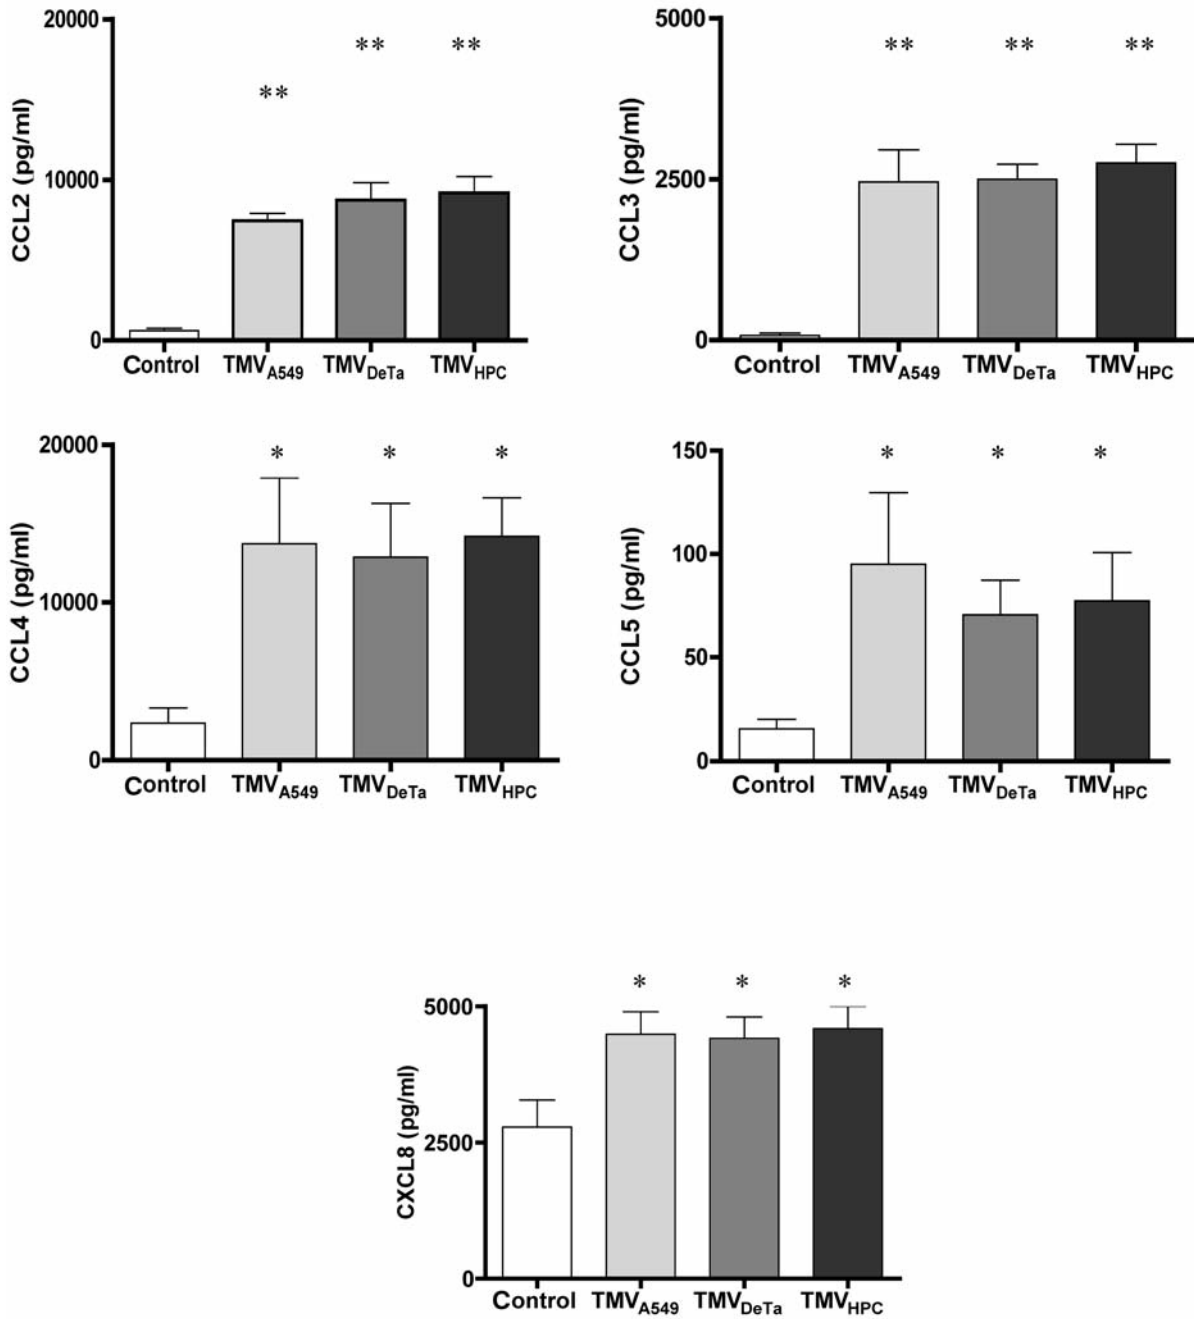 20000
**
**
**
10000
0
CCL2 (pg/ml)
Control TMVA549 TMVDeTa TMVHPC
5000
** ** **
2500
0
CCL3 (pg/ml)
Control TMVA549 TMVDeTa TMVHPC
20000
* * *
10000
0
CCL4 (pg/ml)
Control TMVA549 TMVDeTa TMVHPC
150
* * *
100
50
0
CCL5 (pg/ml)
Control TMVA549 TMVDeTa TMVHPC
* * *
5000
2500
0
CXCL8 (pg/ml)
Control TMVA549 TMVDeTa TMVHPC